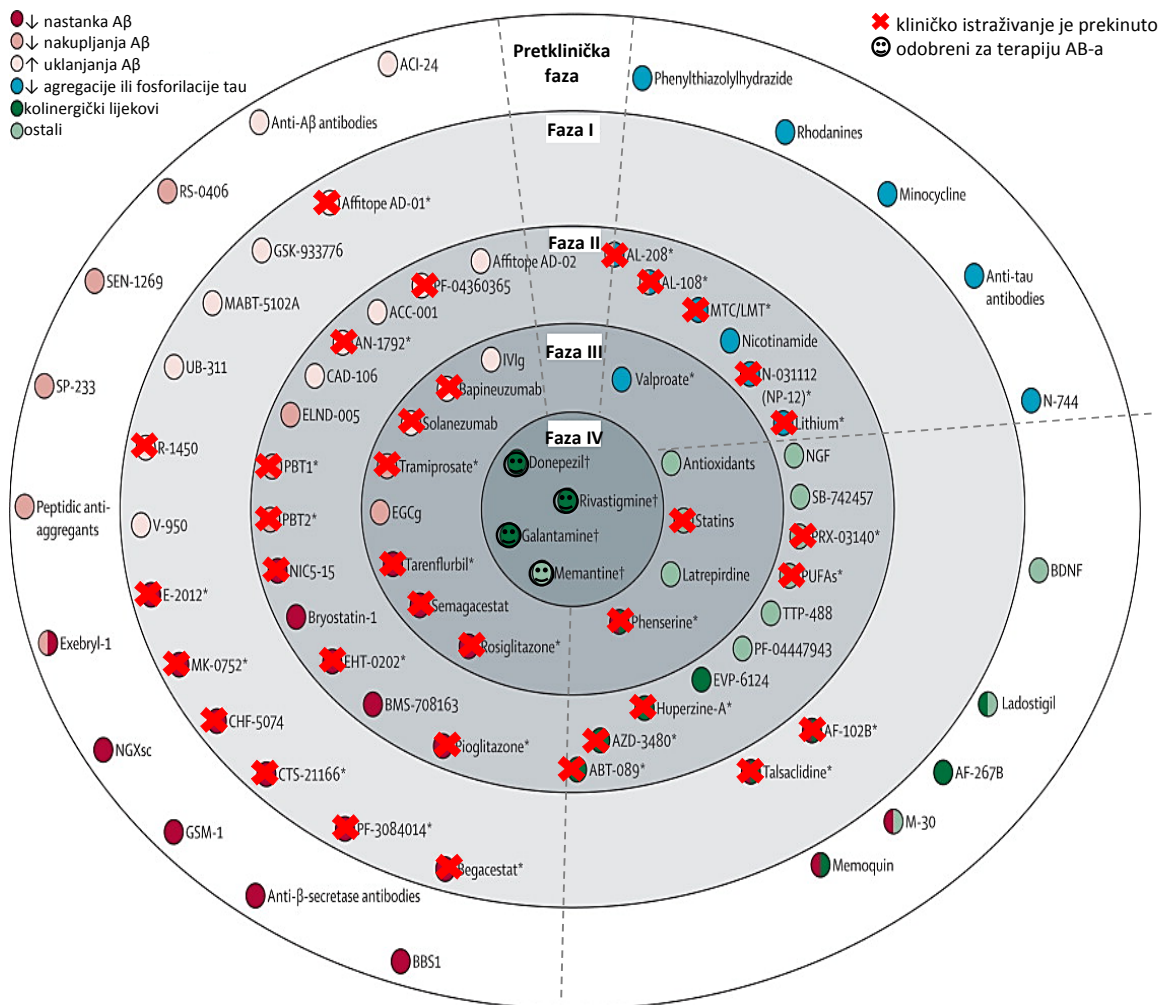 ↓ nastanka Aβ
↓ nakupljanja Aβ
↑ uklanjanja Aβ
↓ agregacije ili fosforilacije tau
kolinergički lijekovi
ostali
kliničko istraživanje je prekinuto
odobreni za terapiju AB-a
Pretklinička
faza
ACI-24
Phenylthiazolylhydrazide
Anti-Aβ antibodies
Rhodanines
RS-0406
Minocycline
SEN-1269
Anti-tau
antibodies
SP-233
N-744
Peptidic anti-
aggregants
BDNF
Exebryl-1
Ladostigil
NGXsc
AF-267B
GSM-1
M-30
Memoquin
Anti-β-secretase antibodies
BBS1
Faza I
Affitope AD-01*
GSK-933776
MABT-5102A
UB-311
R-1450
V-950
E-2012*
MK-0752*
CHF-5074
CTS-21166*
PF-3084014*
Begacestat*
AF-102B*
Talsaclidine*
Faza II
Affitope AD-02
AL-208*
PF-04360365
AL-108*
ACC-001
MTC/LMT*
AN-1792*
Nicotinamide
CAD-106
N-031112
(NP-12)*
ELND-005
Lithium*
PBT1*
NGF
SB-742457
PBT2*
PRX-03140*
NIC5-15
PUFAs*
Bryostatin-1
TTP-488
EHT-0202*
PF-04447943
BMS-708163
EVP-6124
Pioglitazone*
Huperzine-A*
AZD-3480*
ABT-089*
Faza III
IVIg
Valproate*
Bapineuzumab
Solanezumab
Tramiprosate*
Antioxidants
EGCg
Statins
Tarenflurbil*
Latrepirdine
Semagacestat
Phenserine*
Rosiglitazone*
Faza IV
Donepezil†
Rivastigmine†
Galantamine†
Memantine†